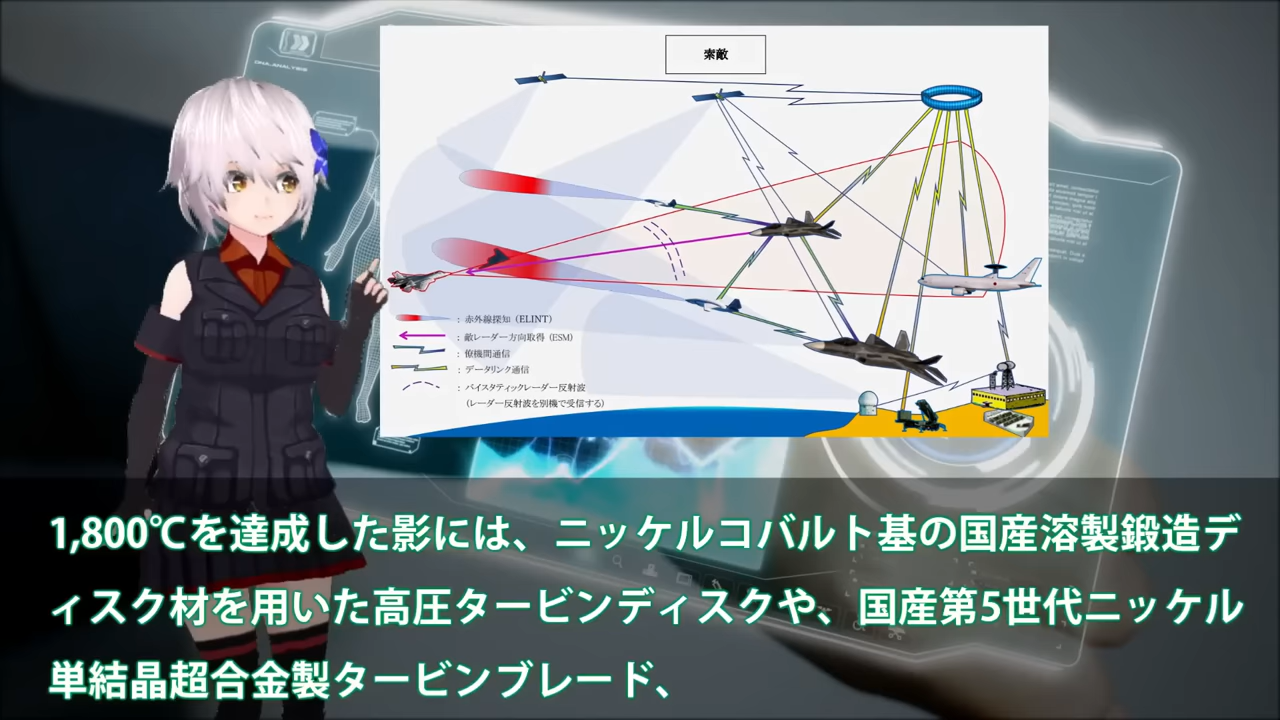 索敵
：赤外線探知（ELINT）
：敵レーダー方向取得（ESM）
：僚機間通信
：データリンク通信
：バイスタティックレーダー反射波
（レーダー反射波を別機で受信する）
1,800℃を達成した影には、ニッケルコバルト基の国産溶製鍛造デ
ィスク材を用いた高圧タービンディスクや、国産第5世代ニッケル
単結晶超合金製タービンブレード、